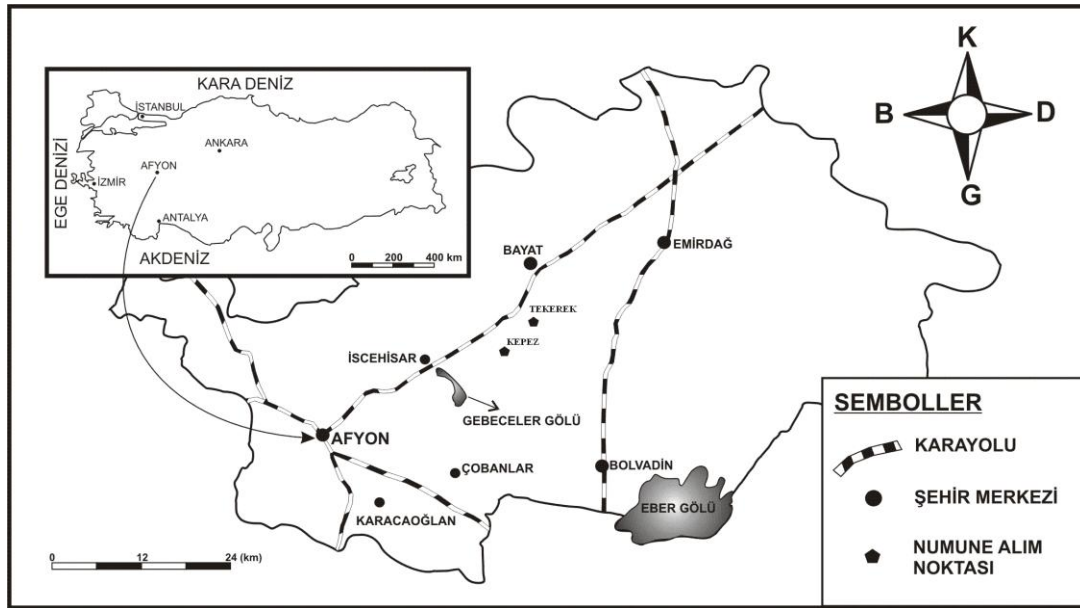 KARA DENİZ
İSTANBUL
ANKARA
AFYON
İZMİR
EGE DENİZİ
ANTALYA
AKDENİZ
0 200 400 km
K
B
D
G
BAYAT
EMİRDAĞ
TEKEREK
KEPEZ
İSCEHİSAR
GEBECELER GÖLÜ
AFYON
ÇOBANLAR
BOLVADİN
KARACAOĞLAN
EBER GÖLÜ
0 12 24 (km)
SEMBOLLER
KARAYOLU
ŞEHİR MERKEZİ
NUMUNE ALIM
NOKTASI